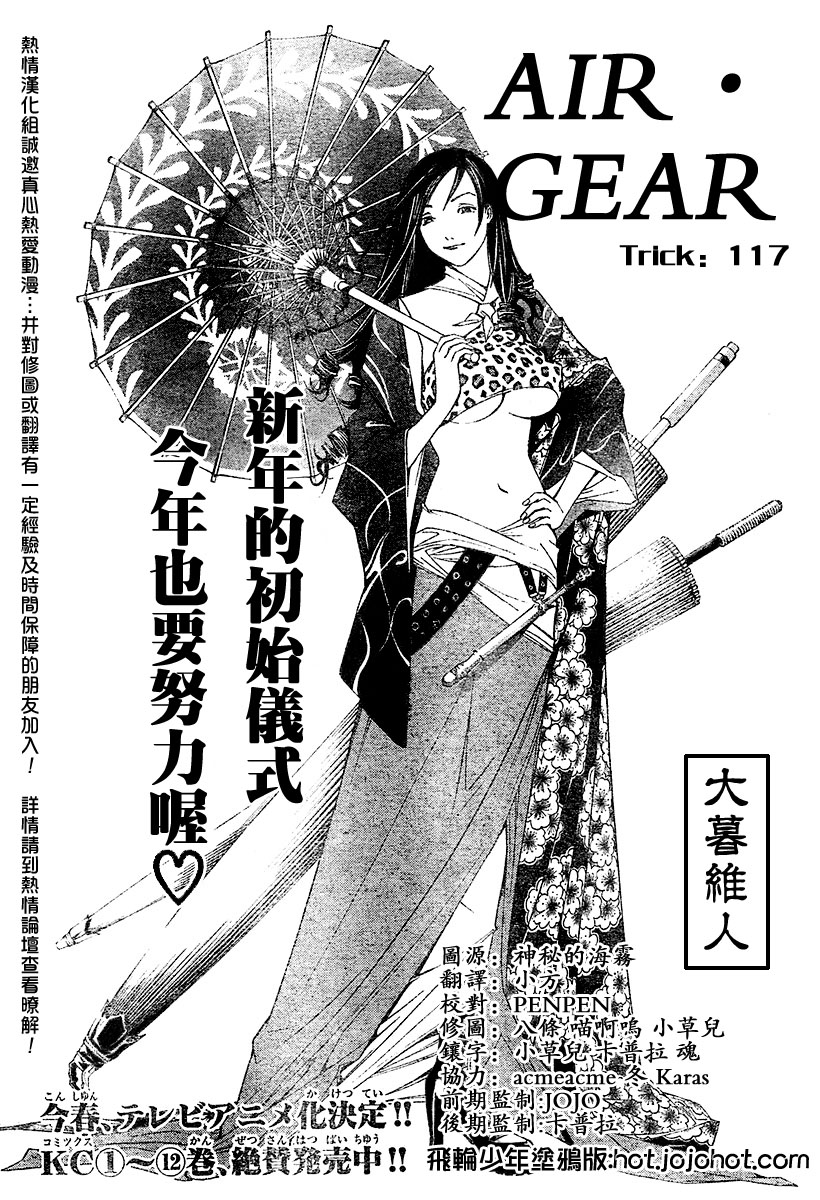 AIR・
GEAR
Trick：117
熱情漢化組誠邀真心熱愛動漫…并對修圖或翻譯有一定經驗及時間保障的朋友加入！　詳情請到熱情論壇查看暸解！
新年的初始儀式
今年也要努力喔♡
大暮維人
圖源：神秘的海霧
翻譯：小方
校對：PENPEN
修圖：八條 喵啊嗚 小草兒
鑲字：小草兒 卡普拉 魂
協力：acmeacme 冬 Karas
前期監制:JOJO
後期監制:卡普拉
こんしゅん かけつてい
今春、テレビアニメ化決定!!
コミックス かん ぜつさんはつばいちゅう
KC①～⑫巻、絶賛発売中!!
飛輪少年塗鴉版:hot.jojohot.com